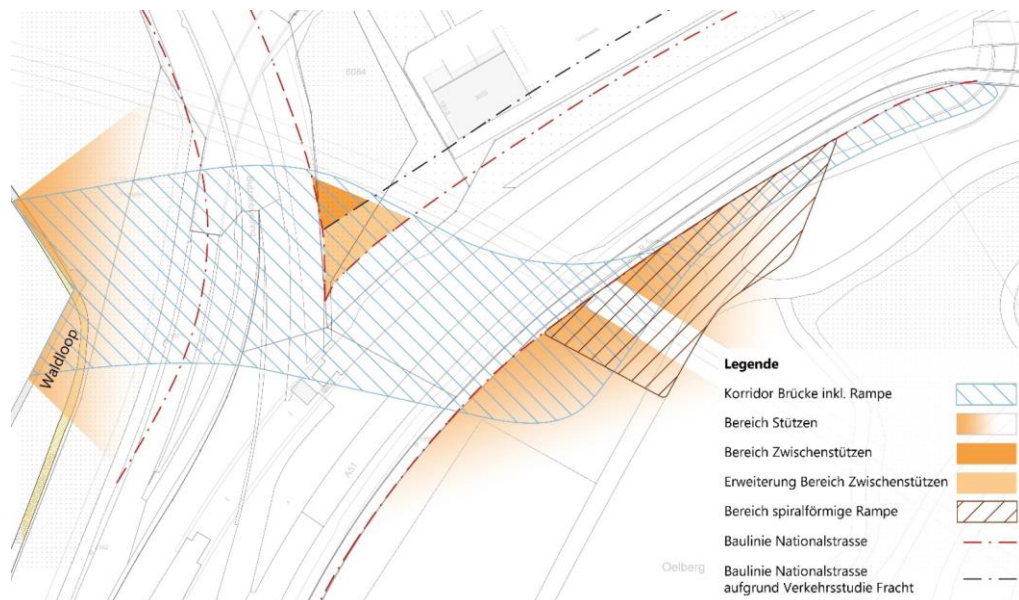 6084
Waldloop
A51
Oelberg
Legende
Korridor Brücke inkl. Rampe
Bereich Stützen
Bereich Zwischenstützen
Erweiterung Bereich Zwischenstützen
Bereich spiralförmige Rampe
Baulinie Nationalstrasse
Baulinie Nationalstrasse
aufgrund Verkehrsstudie Fracht